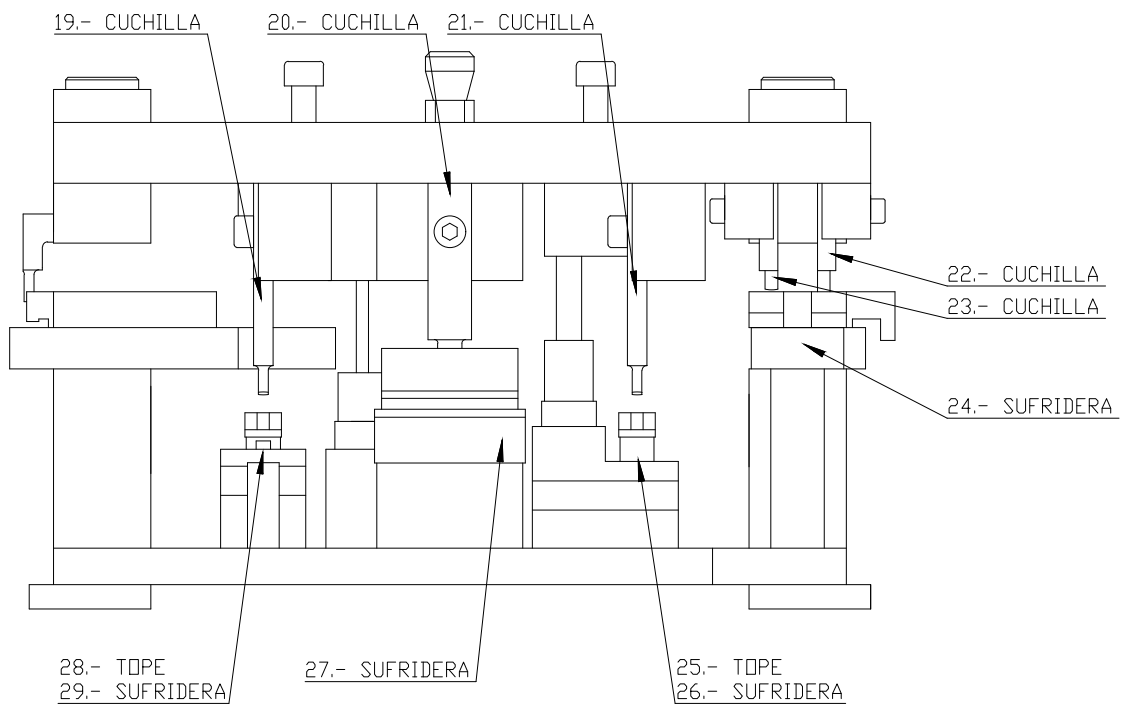 19.- CUCHILLA
20.- CUCHILLA
21.- CUCHILLA
22.- CUCHILLA
23.- CUCHILLA
24.- SUFRIDERA
28.- TOPE
29.- SUFRIDERA
27.- SUFRIDERA
25.- TOPE
26.- SUFRIDERA